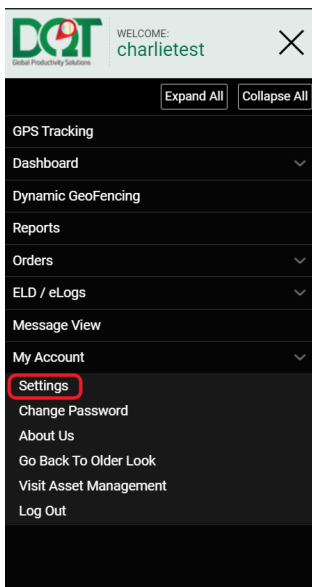 DQT
Global Productivity Solutions
WELCOME:
charlietest
Expand All Collapse All
GPS Tracking
Dashboard
Dynamic GeoFencing
Reports
Orders
ELD / eLogs
Message View
My Account
Settings
Change Password
About Us
Go Back To Older Look
Visit Asset Management
Log Out